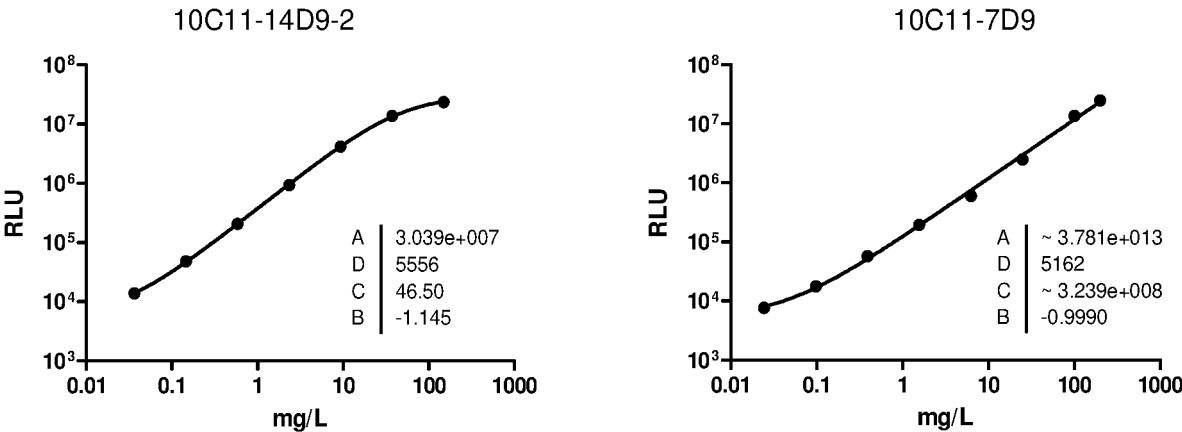 10C11-14D9-2
10⁸
10⁷
10⁶
10⁵
10⁴
10³
RLU
A 3.039e+007
D 5556
C 46.50
B -1.145
0.01 0.1 1 10 100 1000
mg/L
10C11-7D9
10⁸
10⁷
10⁶
10⁵
10⁴
10³
RLU
A ~ 3.781e+013
D 5162
C ~ 3.239e+008
B -0.9990
0.01 0.1 1 10 100 1000
mg/L